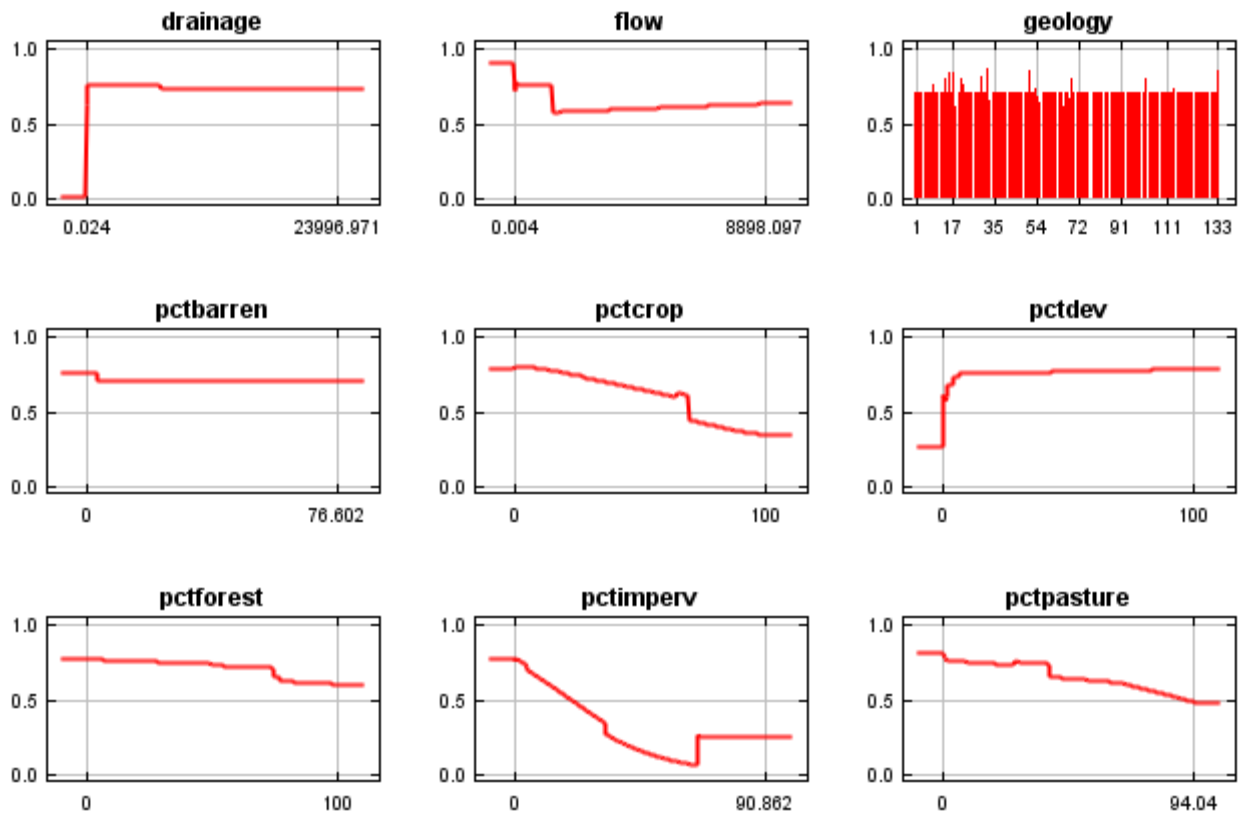 drainage flow geology
1.0 1.0 1.0
0.5 0.5 0.5
0.0 0.0 0.0
0.024 23996.971 0.004 8898.097 1 17 35 54 72 91 111 133
pctbarren pctcrop pctdev
1.0 1.0 1.0
0.5 0.5 0.5
0.0 0.0 0.0
0 76.602 0 100 0 100
pctforest pctimperv pctpasture
1.0 1.0 1.0
0.5 0.5 0.5
0.0 0.0 0.0
0 100 0 90.862 0 94.04